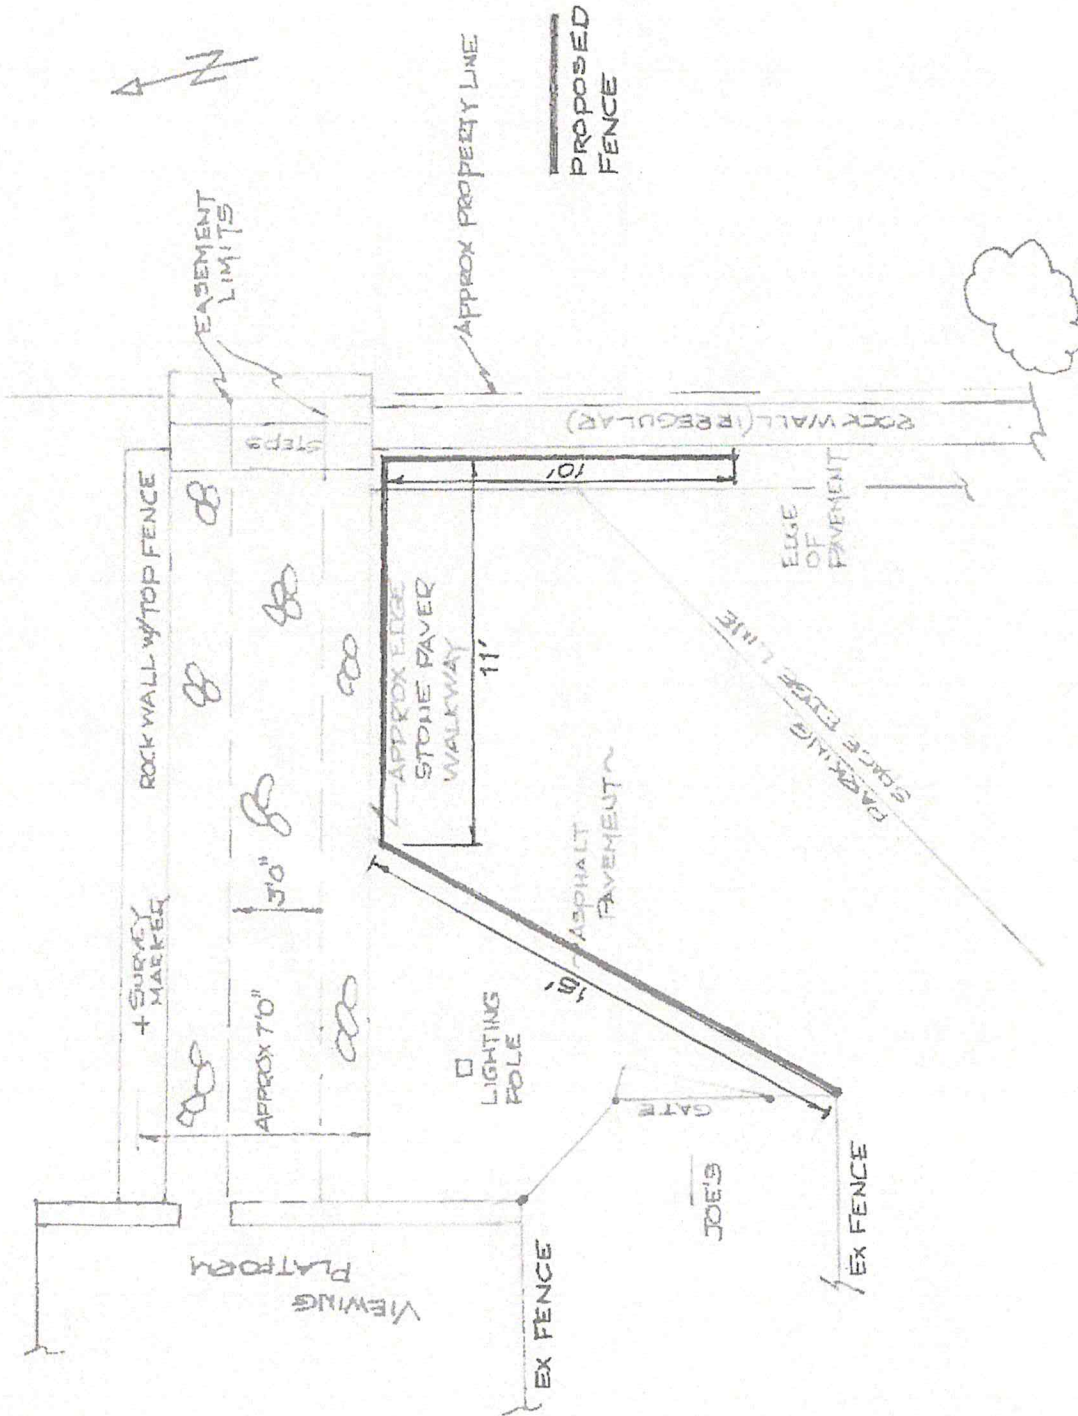 N
EASEMENT
LIMITS
APPROX PROPERTY LINE
PROPOSED
FENCE
ROCK WALL W/TOP FENCE
STEPS
ROCK WALL (IRREGULAR)
+ SURVEY
MARKER
APPROX 7'0"
3'0"
APPROX EDGE
STONE PAVER
WALKWAY
11'
10'
EDGE
OF
PAVEMENT
PARKING
SPACE EDGE LINE
~ASPHALT
PAVEMENT~
LIGHTING
POLE
GATE
JOE'S
VIEWING
PLATFORM
EX FENCE
EX FENCE